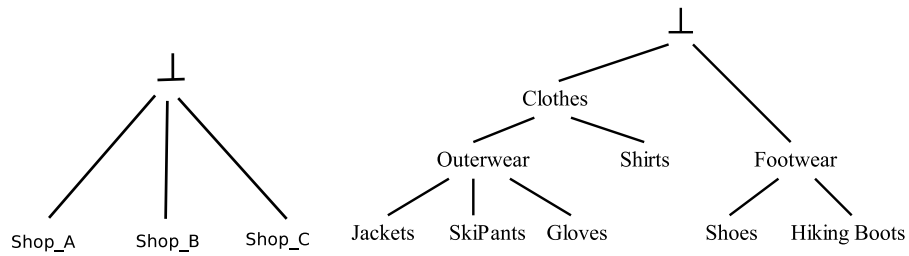 ⊥
⊥
Clothes
Outerwear Shirts Footwear
Jackets SkiPants Gloves Shoes Hiking Boots
Shop_A Shop_B Shop_C